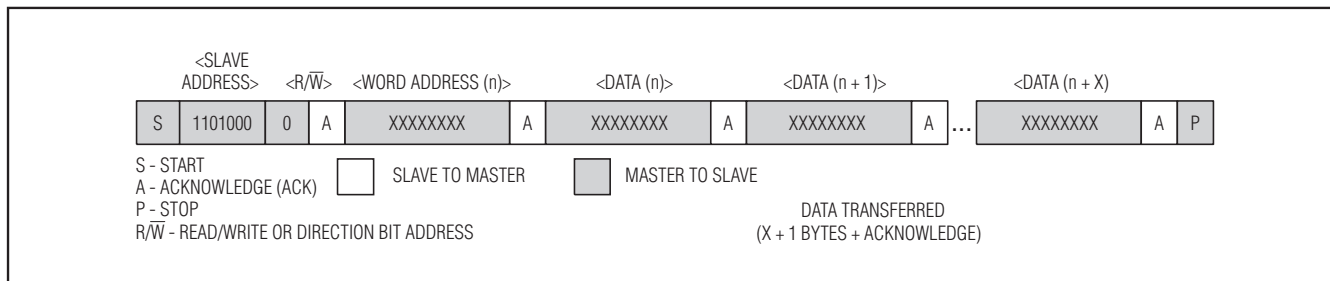 <SLAVE
ADDRESS> <R/W̅> <WORD ADDRESS (n)> <DATA (n)> <DATA (n + 1)> <DATA (n + X)
S 1101000 0 A XXXXXXXX A XXXXXXXX A XXXXXXXX A ... XXXXXXXX A P
S - START
A - ACKNOWLEDGE (ACK) SLAVE TO MASTER MASTER TO SLAVE
P - STOP
R/W̅ - READ/WRITE OR DIRECTION BIT ADDRESS
DATA TRANSFERRED
(X + 1 BYTES + ACKNOWLEDGE)